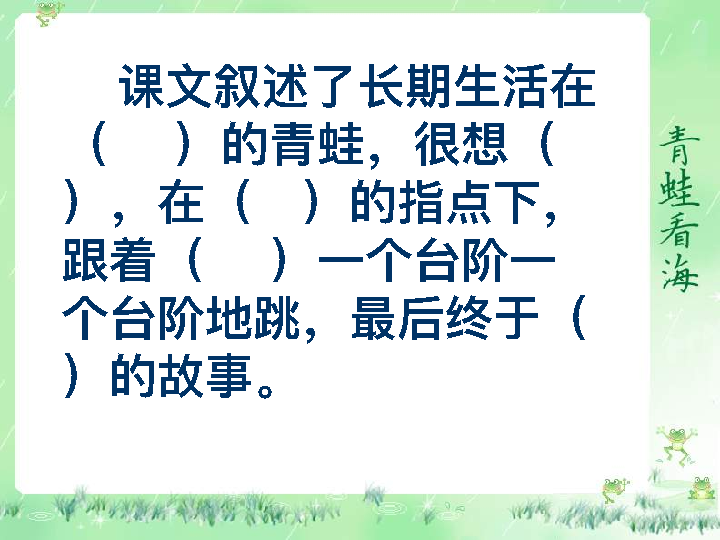 课文叙述了长期生活在
（ ）的青蛙，很想（
），在（ ）的指点下，
跟着（ ）一个台阶一
个台阶地跳，最后终于（
）的故事。
青蛙看海